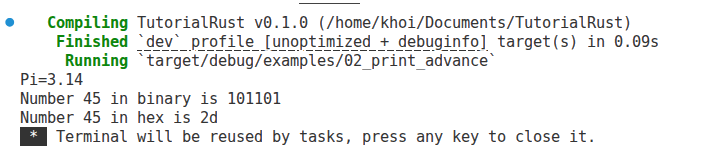 Compiling TutorialRust v0.1.0 (/home/khoi/Documents/TutorialRust)
Finished `dev` profile [unoptimized + debuginfo] target(s) in 0.09s
Running `target/debug/examples/02_print_advance`
Pi=3.14
Number 45 in binary is 101101
Number 45 in hex is 2d
* Terminal will be reused by tasks, press any key to close it.